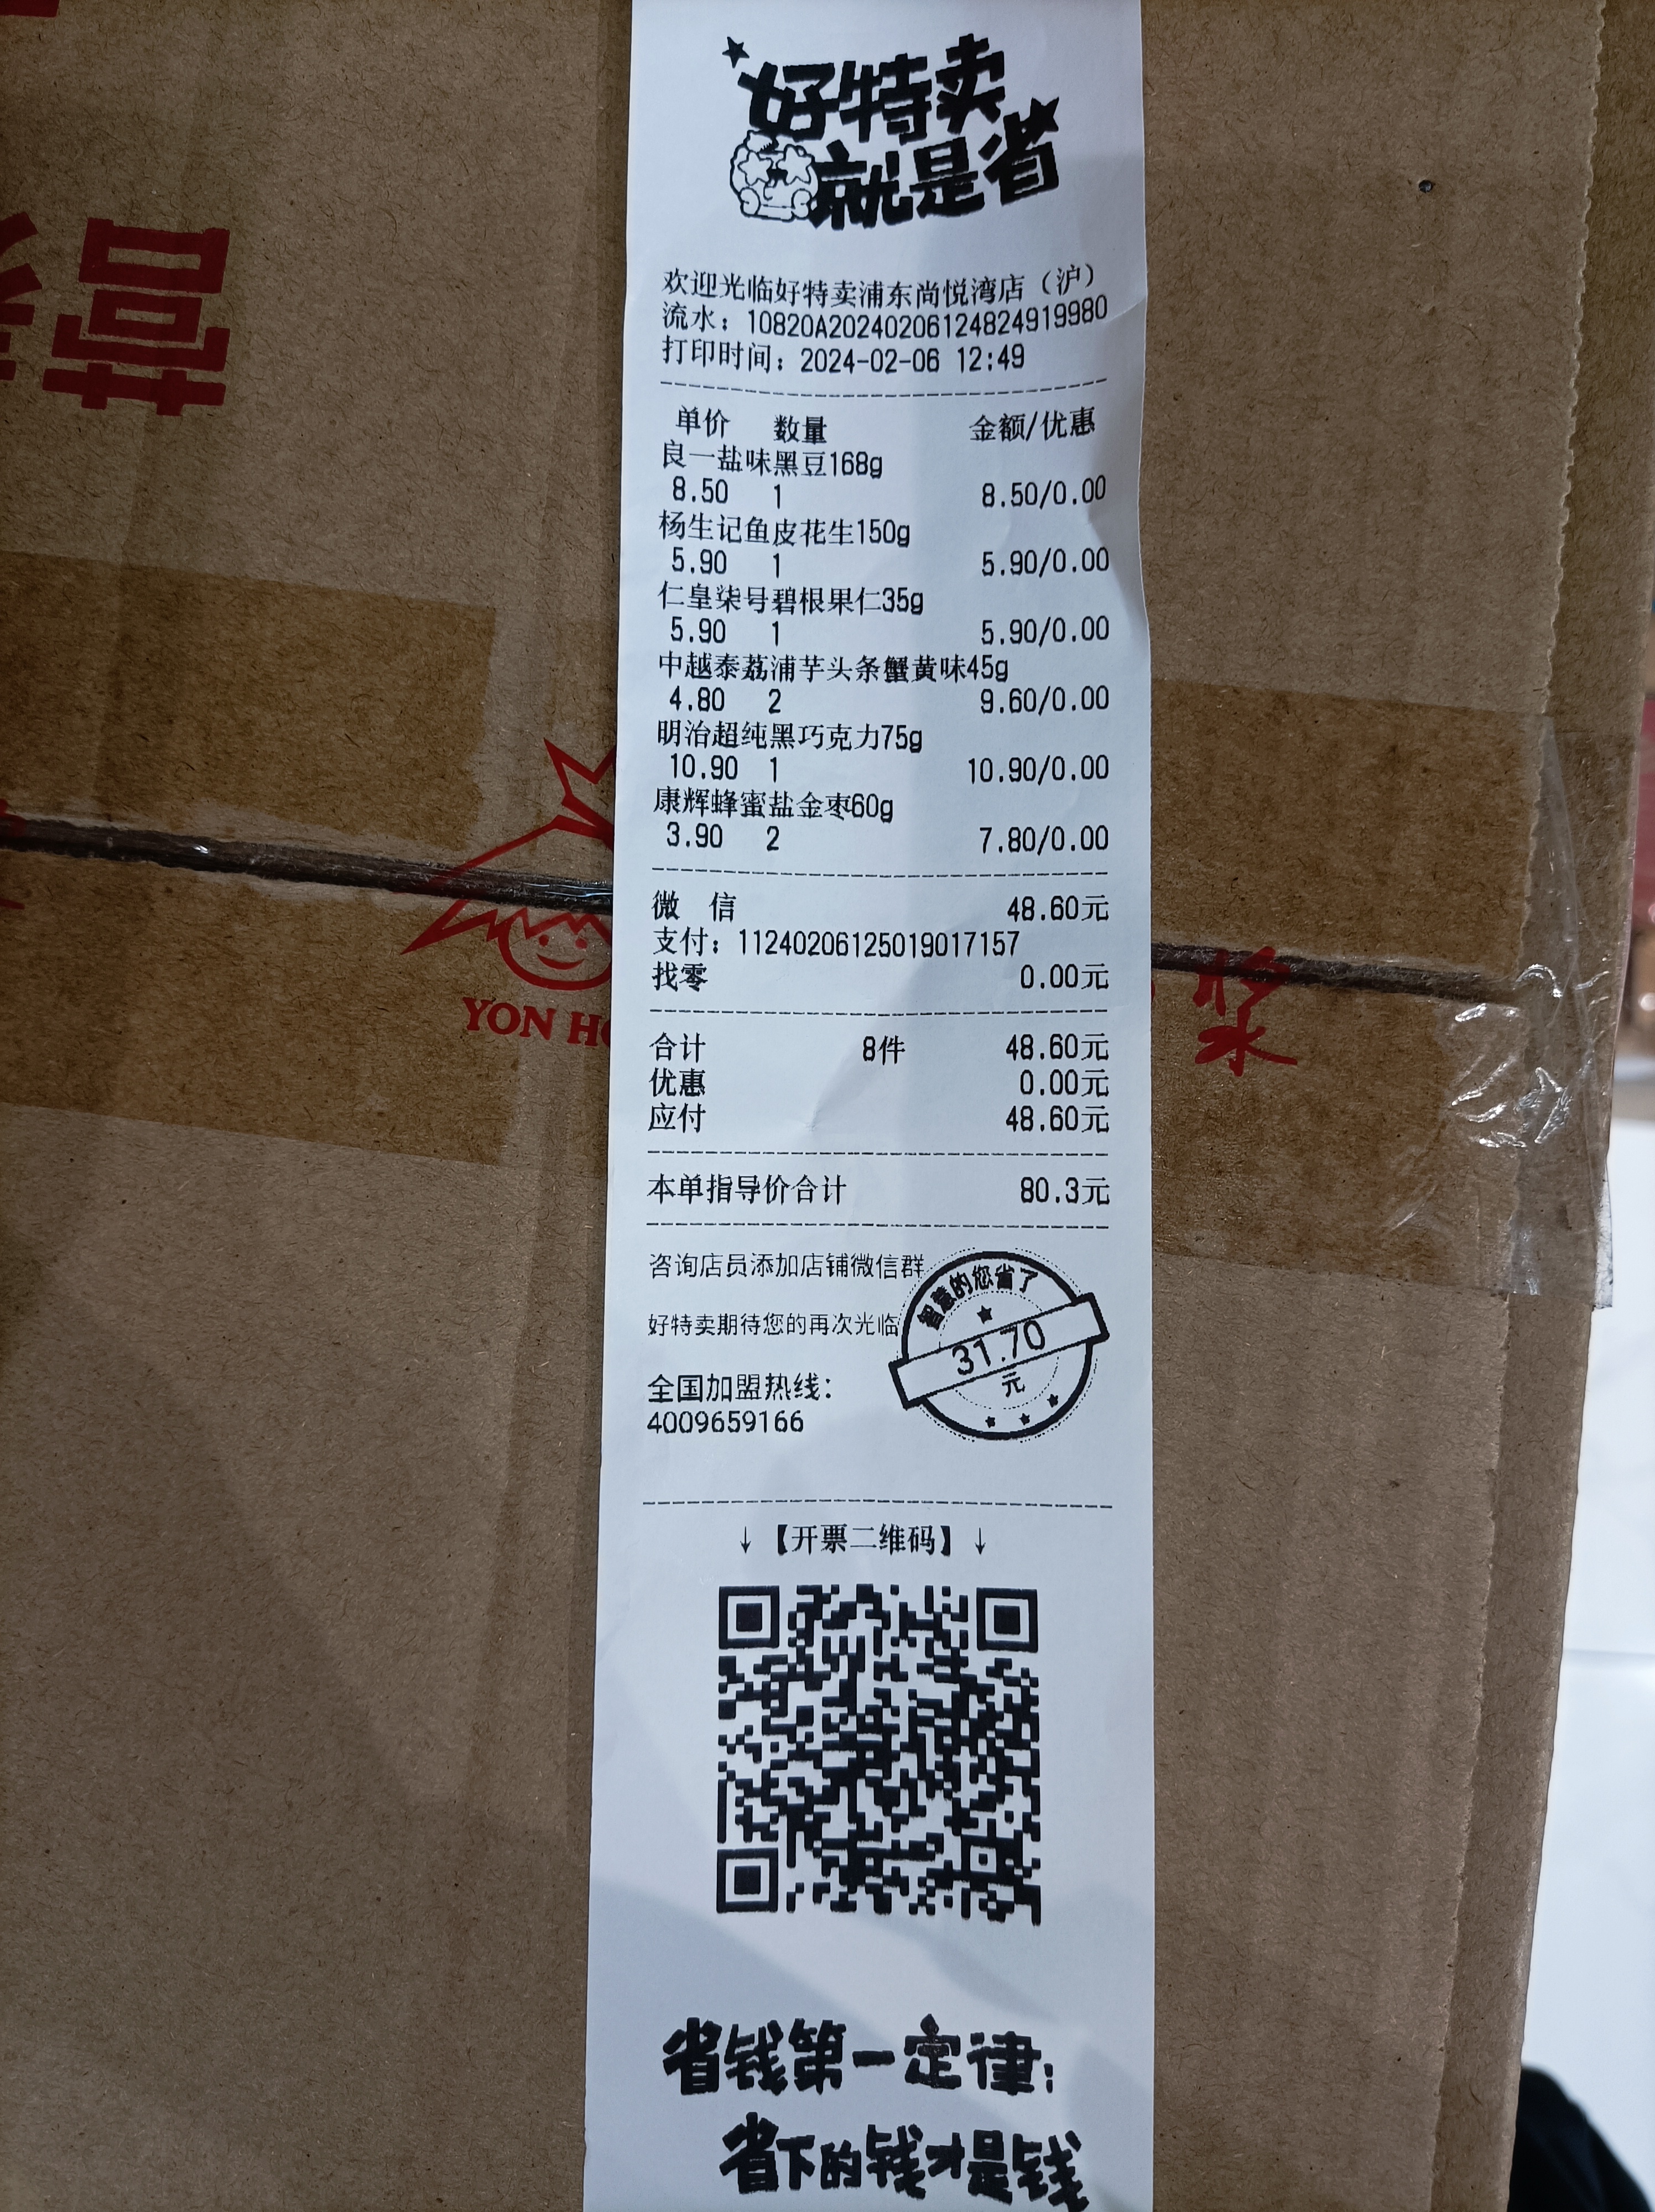 好特卖
就是省
欢迎光临好特卖浦东尚悦湾店（沪）
流水：10820A20240206124824919980
打印时间：2024-02-06 12:49
单价 数量 金额/优惠
良一盐味黑豆168g
8.50 1 8.50/0.00
杨生记鱼皮花生150g
5.90 1 5.90/0.00
仁皇柒号碧根果仁35g
5.90 1 5.90/0.00
中越泰荔浦芋头条蟹黄味45g
4.80 2 9.60/0.00
明治超纯黑巧克力75g
10.90 1 10.90/0.00
康辉蜂蜜盐金枣60g
3.90 2 7.80/0.00
微 信 48.60元
支付：11240206125019017157
找零 0.00元
合计 8件 48.60元
优惠 0.00元
应付 48.60元
本单指导价合计 80.3元
咨询店员添加店铺微信群
好特卖期待您的再次光临
智慧的您省了
31.70
元
全国加盟热线：
4009659166
↓【开票二维码】↓
省钱第一定律：
省下的钱才是钱
营
YON H
浆